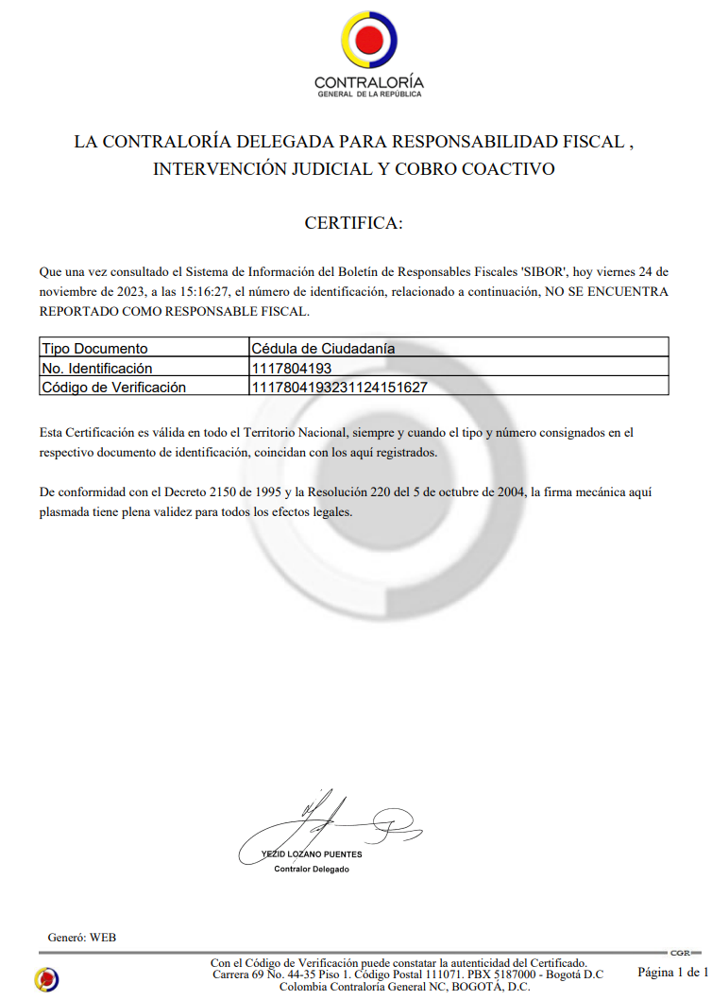 CONTRALORÍA
GENERAL DE LA REPÚBLICA
LA CONTRALORÍA DELEGADA PARA RESPONSABILIDAD FISCAL ,
INTERVENCIÓN JUDICIAL Y COBRO COACTIVO
CERTIFICA:
Que una vez consultado el Sistema de Información del Boletín de Responsables Fiscales 'SIBOR', hoy viernes 24 de
noviembre de 2023, a las 15:16:27, el número de identificación, relacionado a continuación, NO SE ENCUENTRA
REPORTADO COMO RESPONSABLE FISCAL.
Tipo Documento Cédula de Ciudadanía
No. Identificación 1117804193
Código de Verificación 1117804193231124151627
Esta Certificación es válida en todo el Territorio Nacional, siempre y cuando el tipo y número consignados en el
respectivo documento de identificación, coincidan con los aquí registrados.
De conformidad con el Decreto 2150 de 1995 y la Resolución 220 del 5 de octubre de 2004, la firma mecánica aquí
plasmada tiene plena validez para todos los efectos legales.
YEZID LOZANO PUENTES
Contralor Delegado
Generó: WEB
CGR
Con el Código de Verificación puede constatar la autenticidad del Certificado.
Carrera 69 No. 44-35 Piso 1. Código Postal 111071. PBX 5187000 - Bogotá D.C
Colombia Contraloría General NC, BOGOTÁ, D.C.
Página 1 de 1